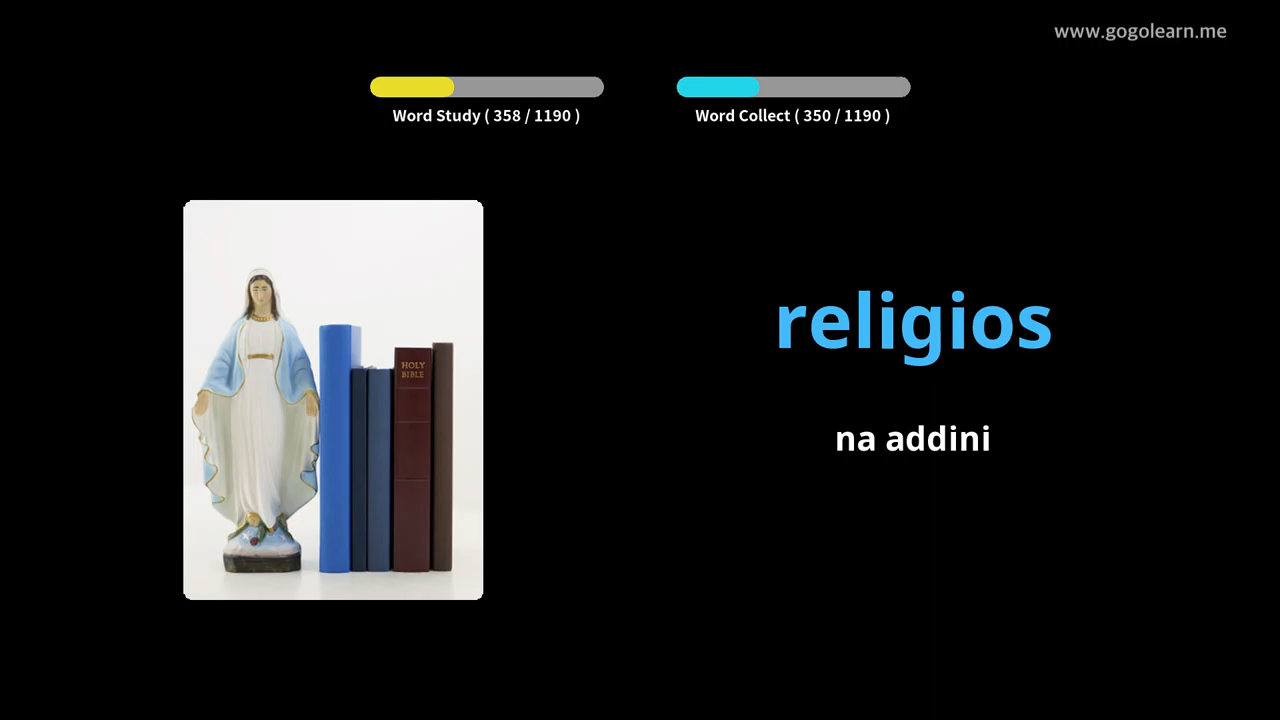 www.gogolearn.me
Word Study ( 358 / 1190 )
Word Collect ( 350 / 1190 )
HOLY
BIBLE
religios
na addini